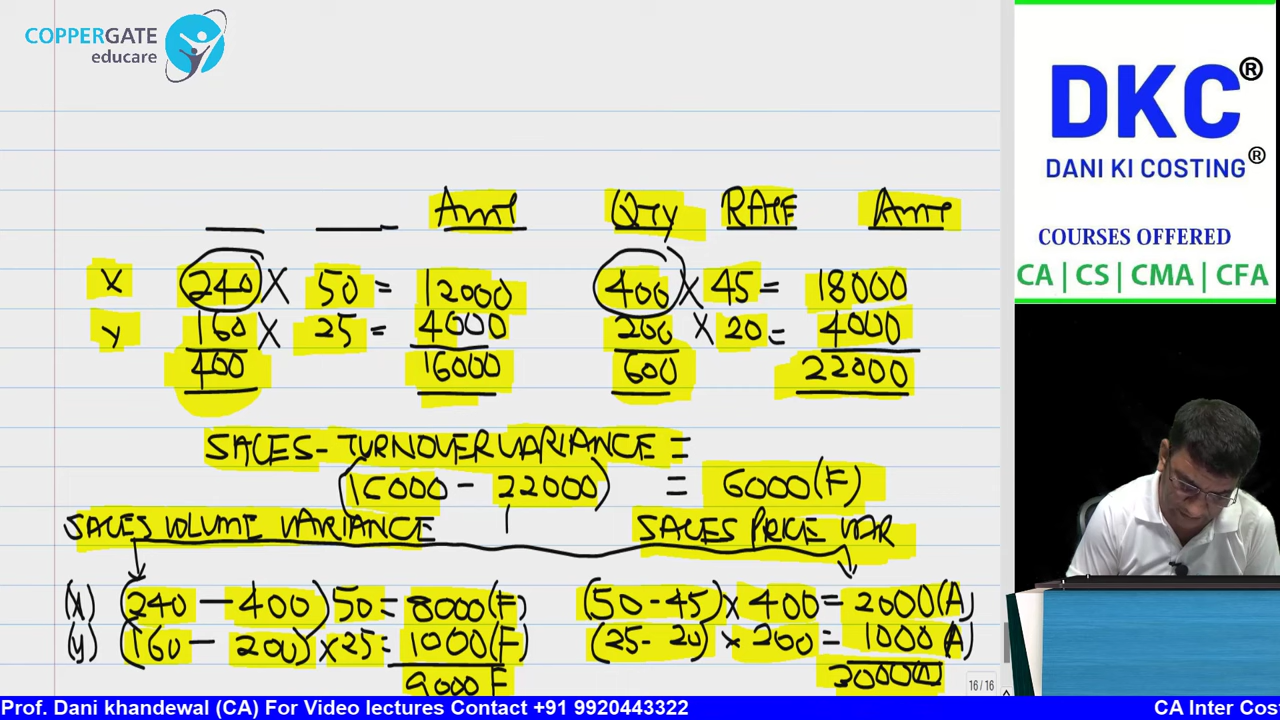 COPPERGATE
educare
DKC®
DANI KI COSTING®
COURSES OFFERED
CA | CS | CMA | CFA
Amt Qty RATE Amt
X 240 X 50 = 12000 400 X 45 = 18000
y 160 X 25 = 4000 200 X 20 = 4000
400 16000 600 22000
SALES - TURNOVER VARIANCE =
(16000 - 22000) = 6000 (F)
SALES VOLUME VARIANCE SALES PRICE VAR
(x) (240 - 400) 50 = 8000 (F) (50 - 45) x 400 = 2000 (A)
(y) (160 - 200) x 25 = 1000 (F) (25 - 20) x 200 = 1000 (A)
9000 F
16 / 16
Prof. Dani khandewal (CA) For Video lectures Contact +91 9920443322
CA Inter Cos